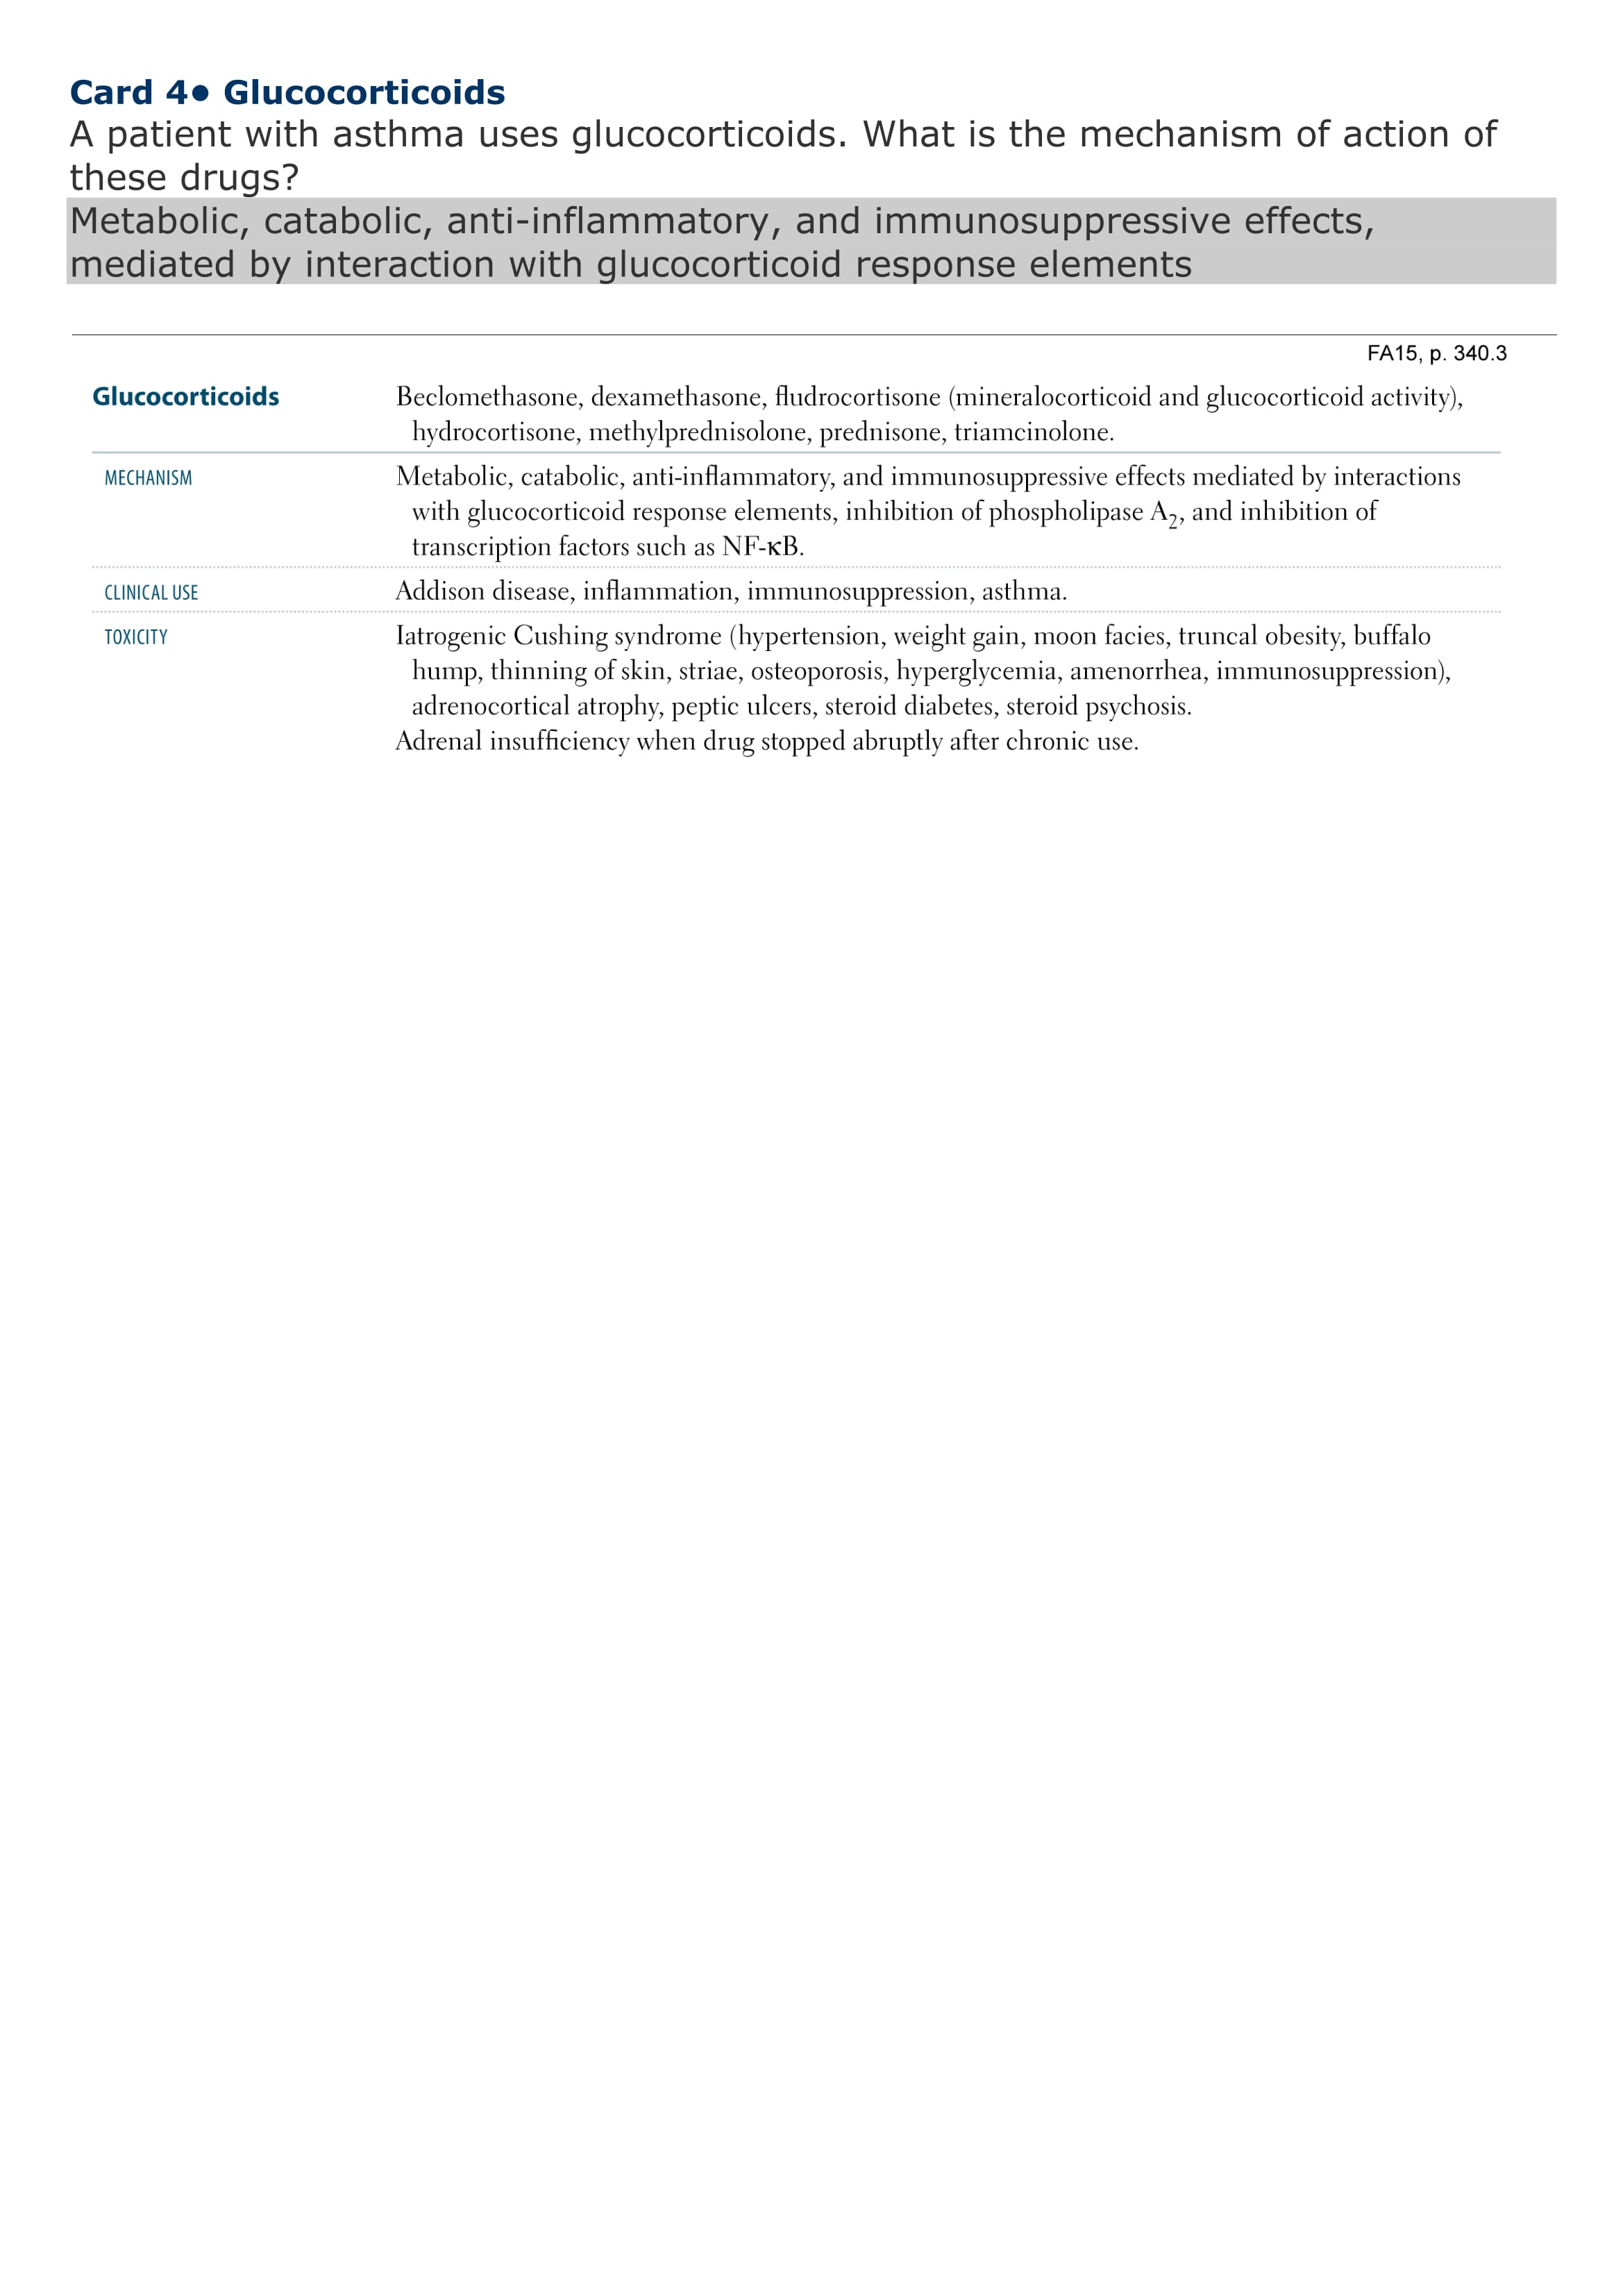 Card 4● Glucocorticoids
A patient with asthma uses glucocorticoids. What is the mechanism of action of
these drugs?
Metabolic, catabolic, anti-inflammatory, and immunosuppressive effects,
mediated by interaction with glucocorticoid response elements
FA15, p. 340.3
Glucocorticoids Beclomethasone, dexamethasone, fludrocortisone (mineralocorticoid and glucocorticoid activity),
hydrocortisone, methylprednisolone, prednisone, triamcinolone.
MECHANISM Metabolic, catabolic, anti-inflammatory, and immunosuppressive effects mediated by interactions
with glucocorticoid response elements, inhibition of phospholipase A₂, and inhibition of
transcription factors such as NF-κB.
CLINICAL USE Addison disease, inflammation, immunosuppression, asthma.
TOXICITY Iatrogenic Cushing syndrome (hypertension, weight gain, moon facies, truncal obesity, buffalo
hump, thinning of skin, striae, osteoporosis, hyperglycemia, amenorrhea, immunosuppression),
adrenocortical atrophy, peptic ulcers, steroid diabetes, steroid psychosis.
Adrenal insufficiency when drug stopped abruptly after chronic use.